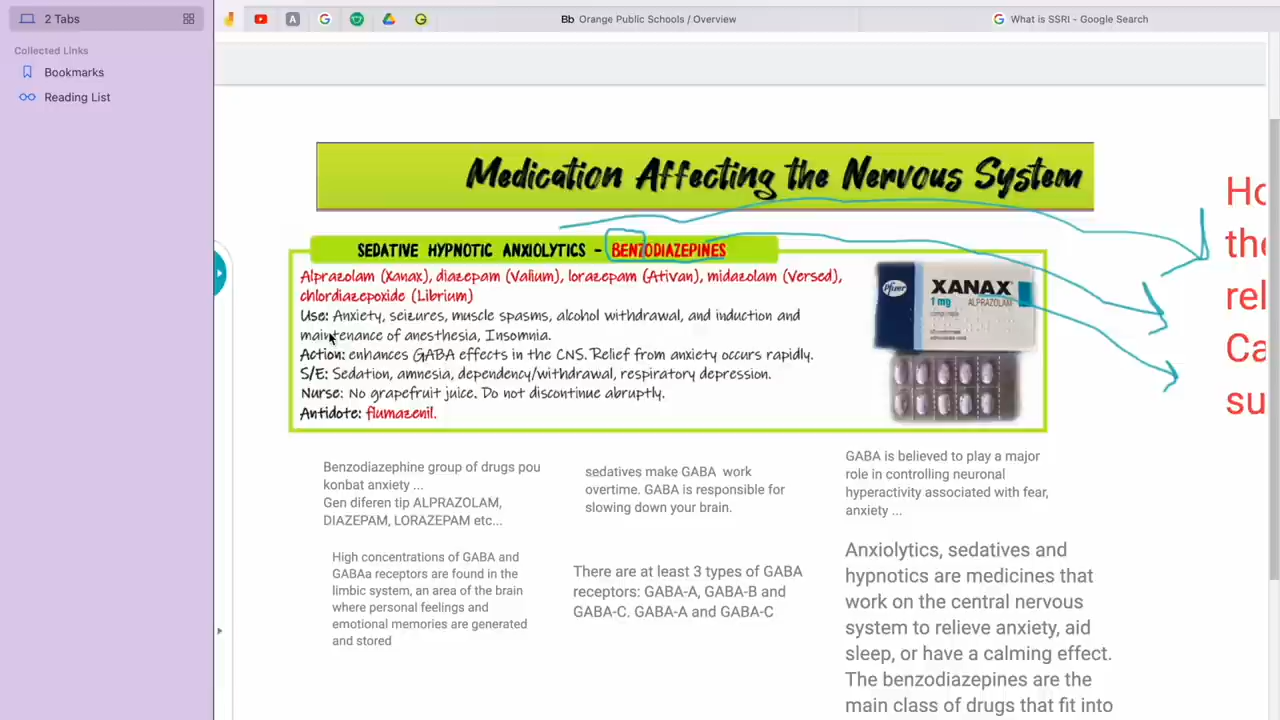 2 Tabs
Collected Links
Bookmarks
Reading List
Bb Orange Public Schools / Overview
What is SSRI - Google Search
Medication Affecting the Nervous System
SEDATIVE HYPNOTIC ANXIOLYTICS - BENZODIAZEPINES
Alprazolam (Xanax), diazepam (Valium), lorazepam (Ativan), midazolam (Versed),
chlordiazepoxide (Librium)
Use: Anxiety, seizures, muscle spasms, alcohol withdrawal, and induction and
maintenance of anesthesia, Insomnia.
Action: enhances GABA effects in the CNS. Relief from anxiety occurs rapidly.
S/E: Sedation, amnesia, dependency/withdrawal, respiratory depression.
Nurse: No grapefruit juice. Do not discontinue abruptly.
Antidote: flumazenil.
Pfizer
XANAX
1 mg ALPRAZOLAM
Benzodiazephine group of drugs pou
konbat anxiety ...
Gen diferen tip ALPRAZOLAM,
DIAZEPAM, LORAZEPAM etc...
sedatives make GABA work
overtime. GABA is responsible for
slowing down your brain.
GABA is believed to play a major
role in controlling neuronal
hyperactivity associated with fear,
anxiety ...
High concentrations of GABA and
GABAa receptors are found in the
limbic system, an area of the brain
where personal feelings and
emotional memories are generated
and stored
There are at least 3 types of GABA
receptors: GABA-A, GABA-B and
GABA-C. GABA-A and GABA-C
Anxiolytics, sedatives and
hypnotics are medicines that
work on the central nervous
system to relieve anxiety, aid
sleep, or have a calming effect.
The benzodiazepines are the
main class of drugs that fit into
Ho
the
rel
Ca
su